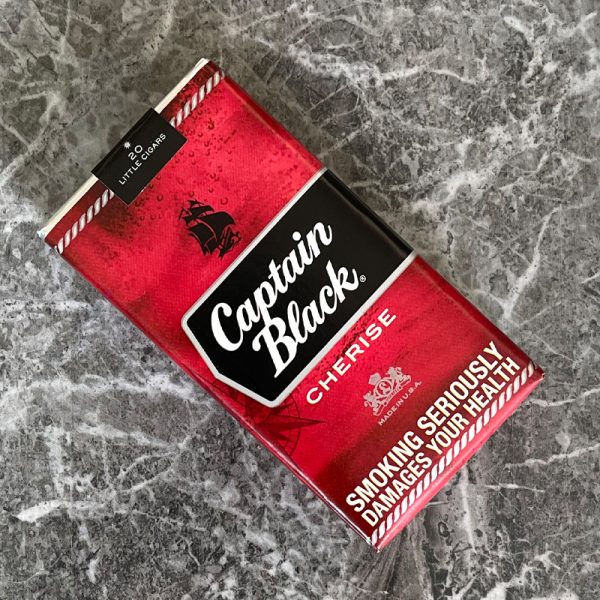 20
LITTLE CIGARS
Captain
Black®
CHERISE
MADE IN U.S.A.
SMOKING SERIOUSLY
DAMAGES YOUR HEALTH